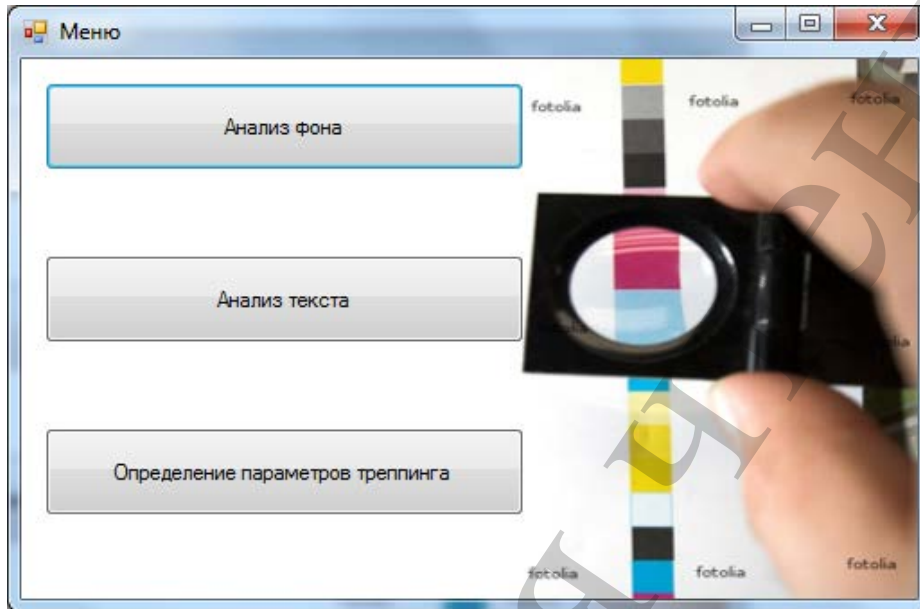 Меню
Анализ фона
Анализ текста
Определение параметров треппинга
fotolia
fotolia
fotolia
fotolia
fotolia
fotolia